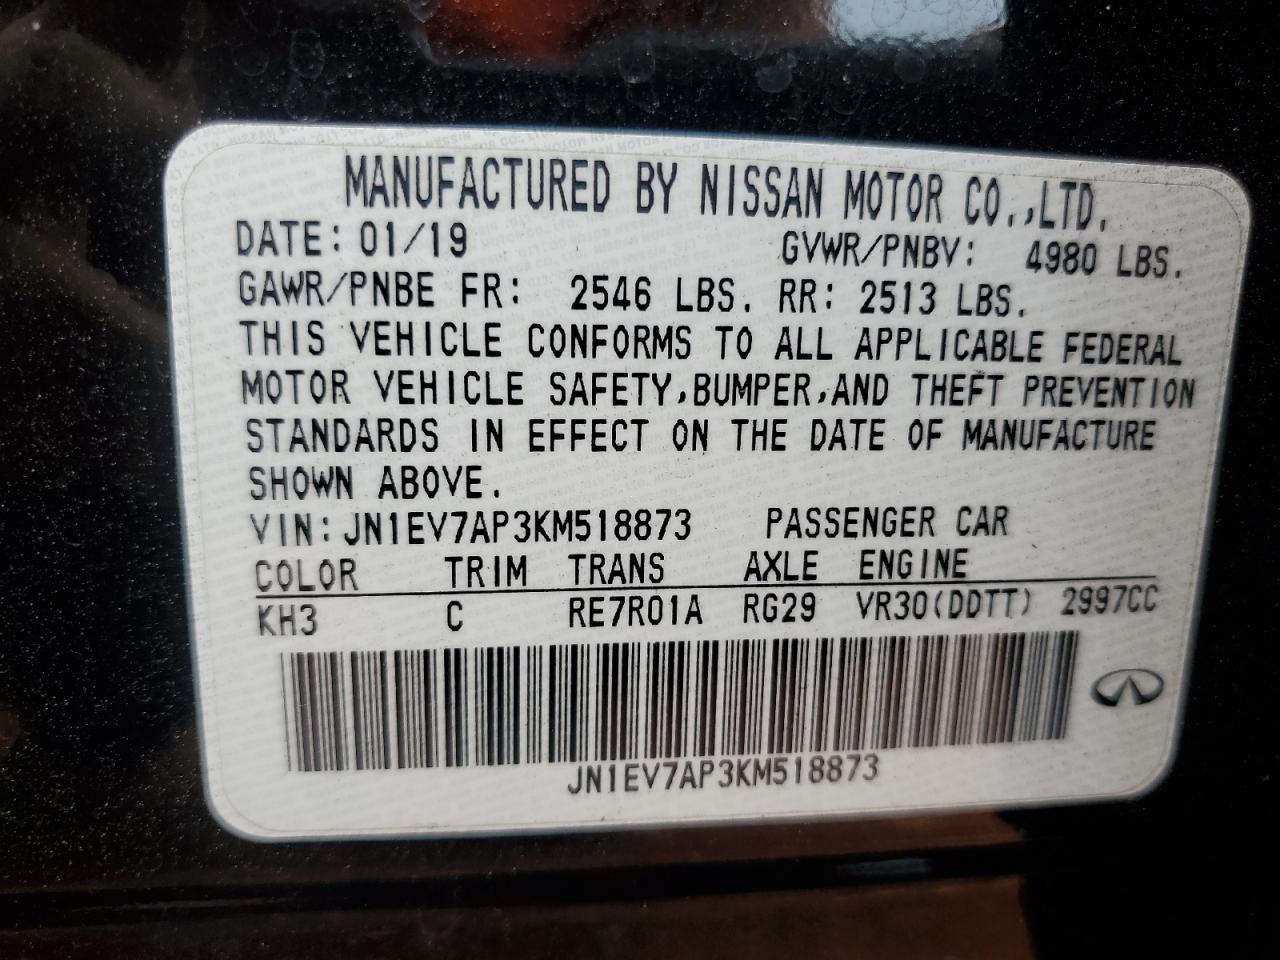 MANUFACTURED BY NISSAN MOTOR CO.,LTD.
DATE: 01/19 GVWR/PNBV: 4980 LBS.
GAWR/PNBE FR: 2546 LBS. RR: 2513 LBS.
THIS VEHICLE CONFORMS TO ALL APPLICABLE FEDERAL
MOTOR VEHICLE SAFETY,BUMPER,AND THEFT PREVENTION
STANDARDS IN EFFECT ON THE DATE OF MANUFACTURE
SHOWN ABOVE.
VIN:JN1EV7AP3KM518873 PASSENGER CAR
COLOR TRIM TRANS AXLE ENGINE
KH3 C RE7R01A RG29 VR30(DDTT) 2997CC
JN1EV7AP3KM518873